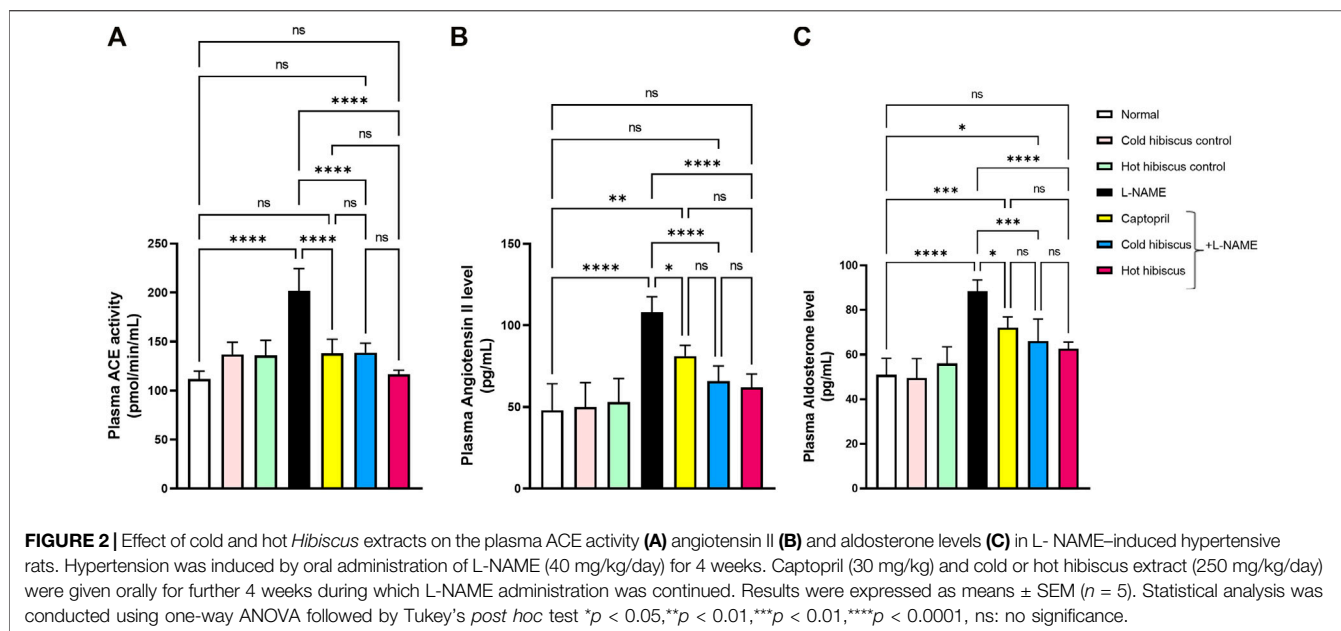 A
ns
ns
****
ns
****
ns
ns
****
****
ns
Plasma ACE activity
(pmol/min/mL)
250
200
150
100
50
0
B
ns
ns
****
**
ns
****
****
*
ns
ns
Plasma Angiotensin II level
(pg/mL)
150
100
50
0
C
ns
*
****
***
ns
***
****
*
ns
ns
Plasma Aldosterone level
(pg/mL)
100
80
60
40
20
0
Normal
Cold hibiscus control
Hot hibiscus control
L-NAME
Captopril
Cold hibiscus
Hot hibiscus
+L-NAME
FIGURE 2 | Effect of cold and hot Hibiscus extracts on the plasma ACE activity (A) angiotensin II (B) and aldosterone levels (C) in L- NAME–induced hypertensive
rats. Hypertension was induced by oral administration of L-NAME (40 mg/kg/day) for 4 weeks. Captopril (30 mg/kg) and cold or hot hibiscus extract (250 mg/kg/day)
were given orally for further 4 weeks during which L-NAME administration was continued. Results were expressed as means ± SEM (n = 5). Statistical analysis was
conducted using one-way ANOVA followed by Tukey's post hoc test *p < 0.05,**p < 0.01,***p < 0.01,****p < 0.0001, ns: no significance.